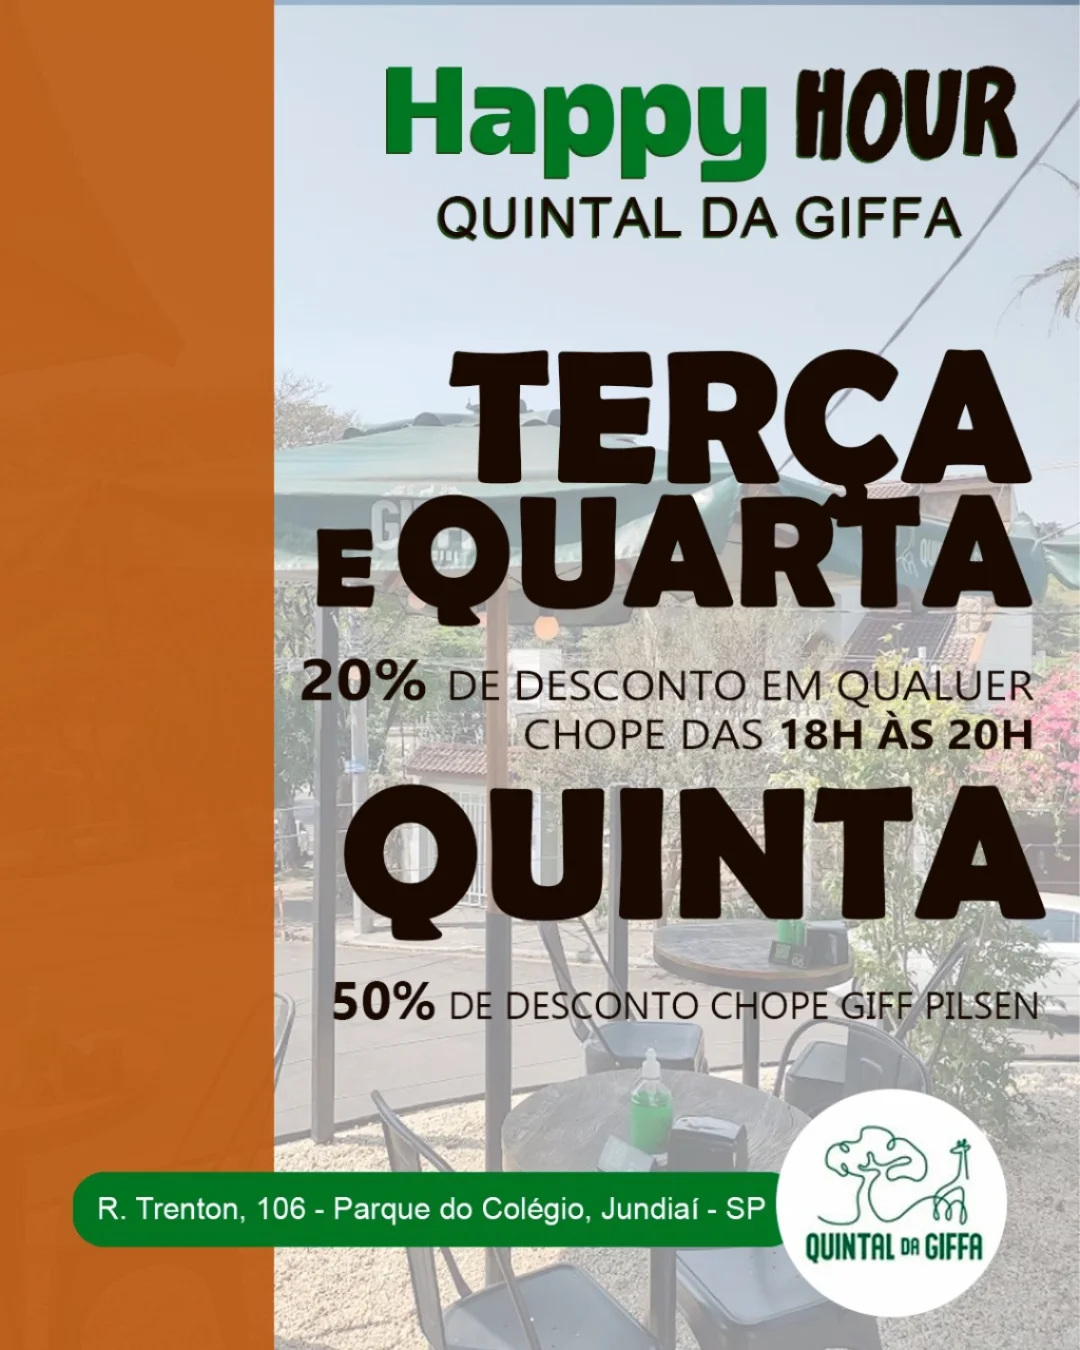 Happy HOUR
QUINTAL DA GIFFA
TERÇA
E QUARTA
20% DE DESCONTO EM QUALUER
CHOPE DAS 18H ÀS 20H
QUINTA
50% DE DESCONTO CHOPE GIFF PILSEN
R. Trenton, 106 - Parque do Colégio, Jundiaí - SP
QUINTAL DA GIFFA